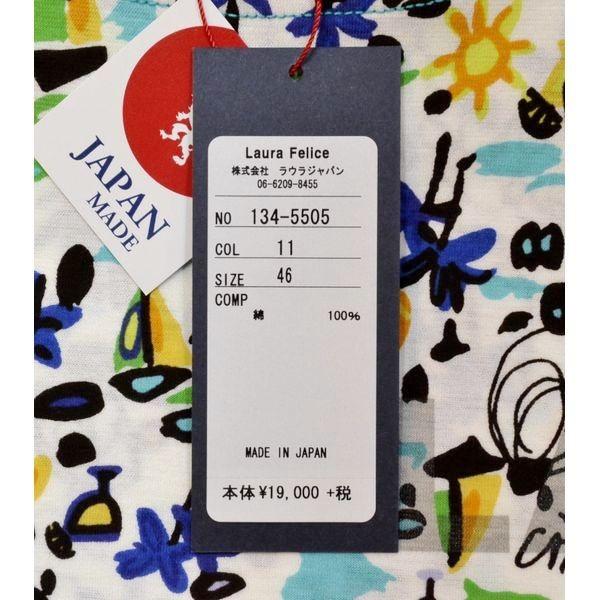 JAPAN
MADE
Laura Felice
株式会社 ラウラジャパン
06-6209-8455
NO 134-5505
COL 11
SIZE 46
COMP
綿 100%
MADE IN JAPAN
本体¥19,000 +税